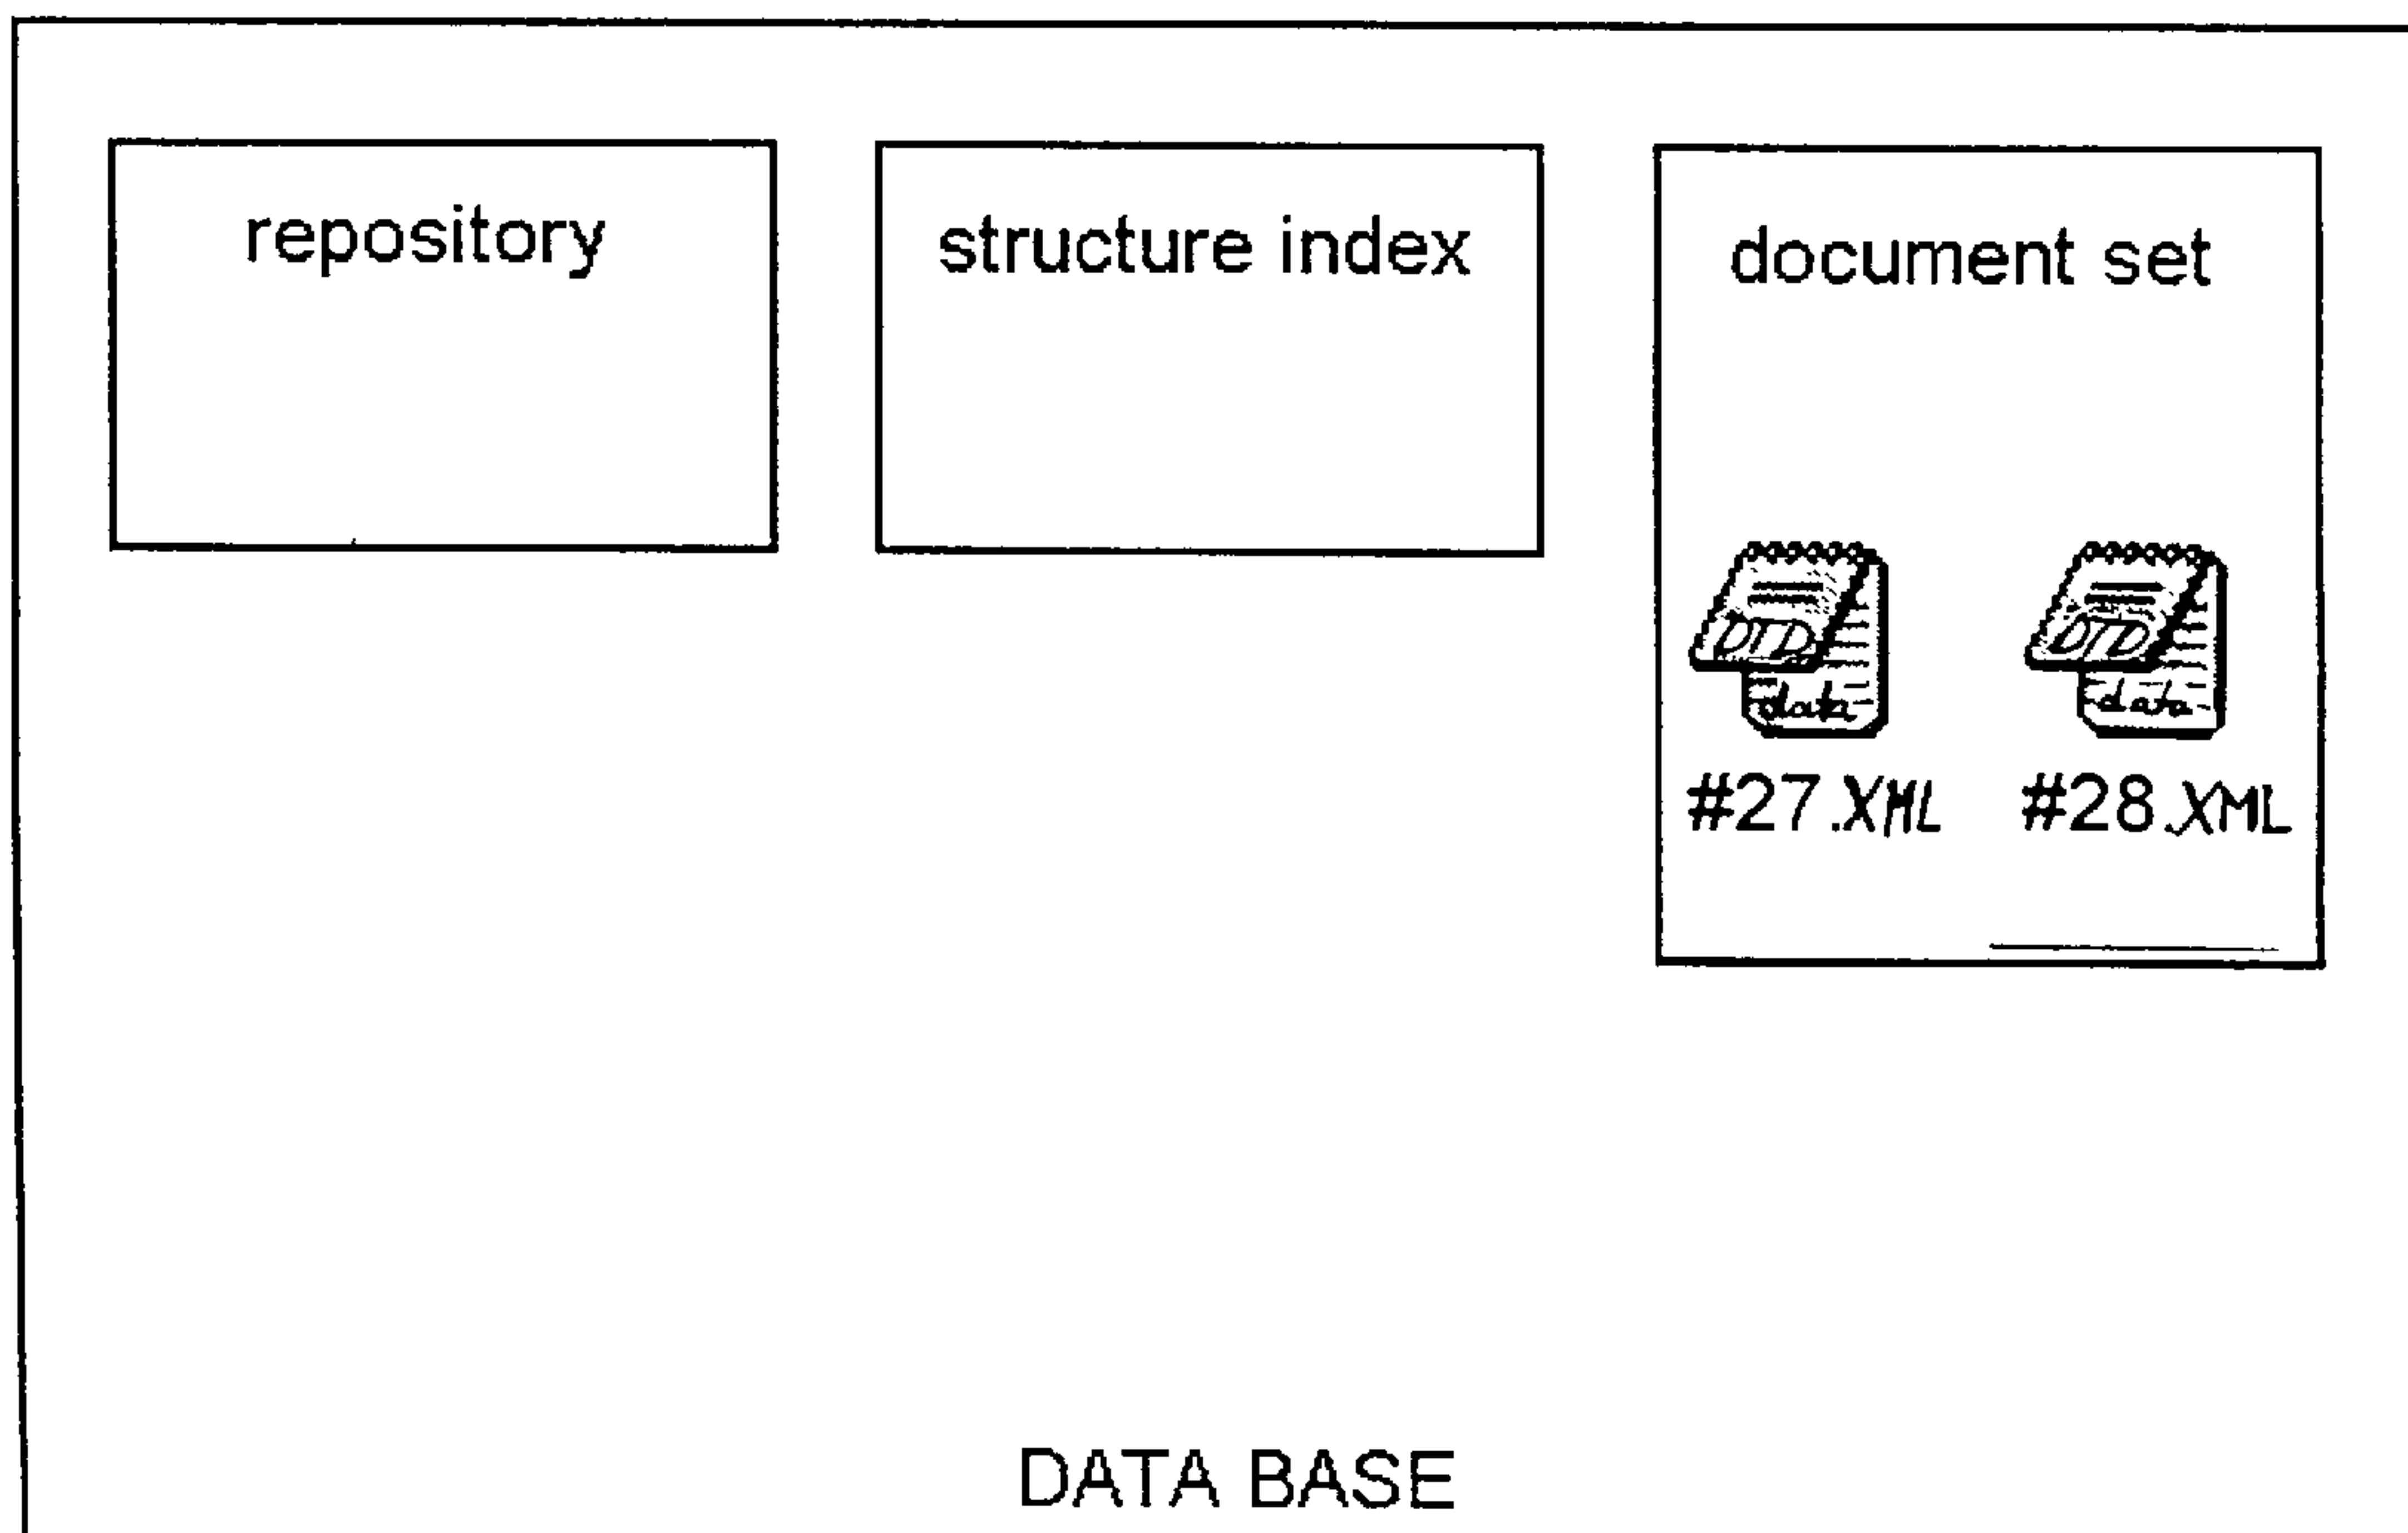 repository
structure index
document set
DTD
data
DTD
data
#27.XML
#28.XML
DATA BASE